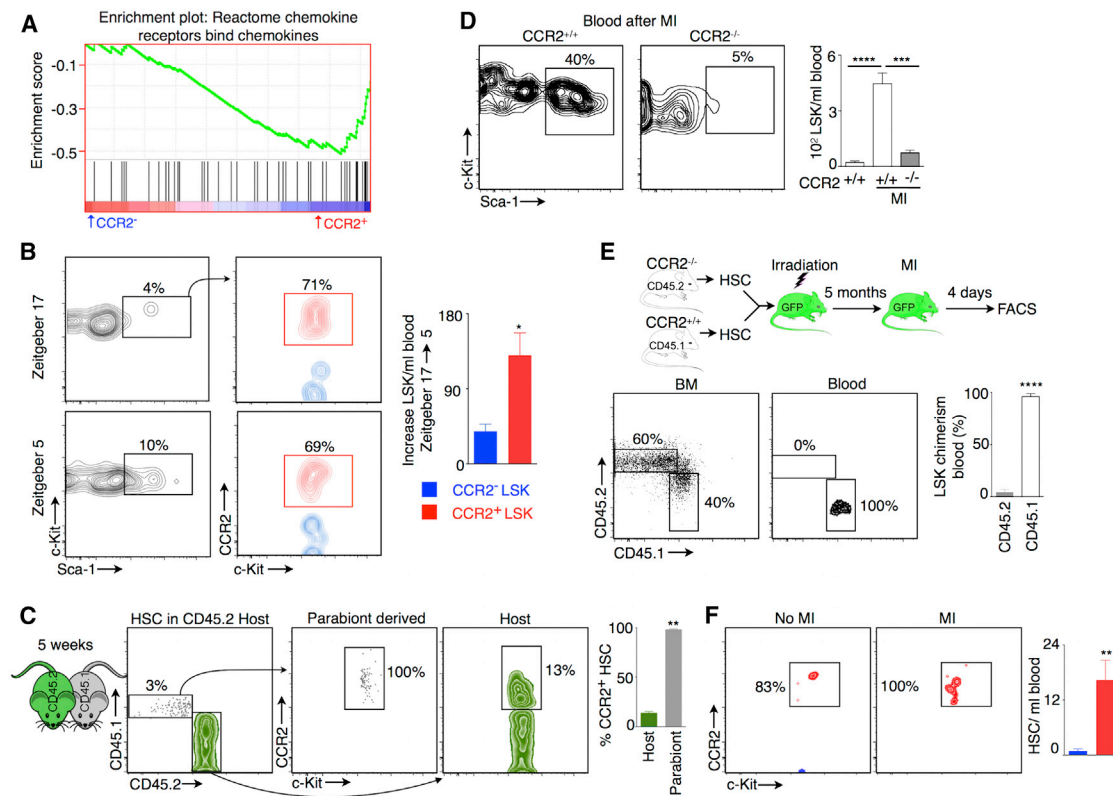 A
Enrichment plot: Reactome chemokine
receptors bind chemokines
Enrichment score
-0.1
-0.3
-0.5
↑CCR2-
↑CCR2+
D
Blood after MI
CCR2+/+
CCR2-/-
40%
5%
c-Kit
Sca-1
10² LSK/ml blood
6
3
0
**** ***
CCR2 +/+ +/+ -/-
MI
B
Zeitgeber 17
4%
71%
Zeitgeber 5
10%
69%
c-Kit
Sca-1
CCR2
c-Kit
Increase LSK/ml blood
Zeitgeber 17 → 5
180
90
0
*
CCR2- LSK
CCR2+ LSK
E
CCR2-/-
CD45.2
HSC
CCR2+/+
CD45.1
HSC
Irradiation
GFP
5 months
MI
GFP
4 days
FACS
BM
Blood
60%
40%
0%
100%
CD45.2
CD45.1
LSK chimerism
blood (%)
100
50
0
****
CD45.2
CD45.1
C
5 weeks
CD45.2
CD45.1
HSC in CD45.2 Host
3%
CD45.1
CD45.2
Parabiont derived
100%
CCR2
c-Kit
Host
13%
% CCR2+ HSC
100
50
0
**
Host
Parabiont
F
No MI
83%
MI
100%
CCR2
c-Kit
HSC/ ml blood
24
12
0
**